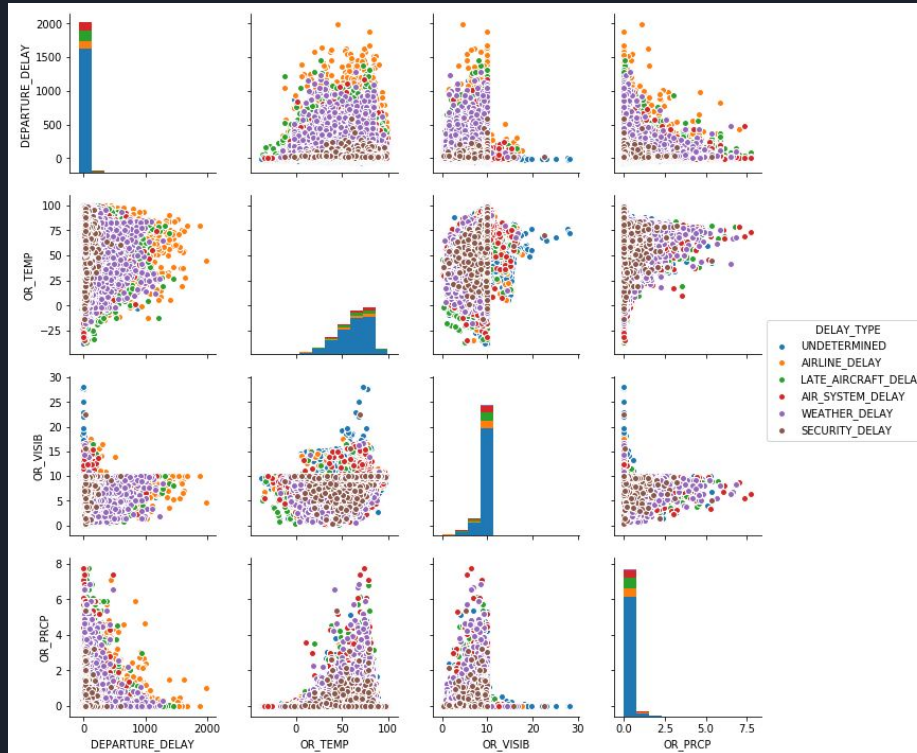 2000
1500
1000
500
0
DEPARTURE_DELAY
100
75
50
25
0
−25
OR_TEMP
DELAY_TYPE
UNDETERMINED
AIRLINE_DELAY
LATE_AIRCRAFT_DELA
AIR_SYSTEM_DELAY
WEATHER_DELAY
SECURITY_DELAY
30
25
20
15
10
5
0
OR_VISIB
8
6
4
2
0
OR_PRCP
0 1000 2000
DEPARTURE_DELAY
0 50 100
OR_TEMP
0 10 20 30
OR_VISIB
0.0 2.5 5.0 7.5
OR_PRCP